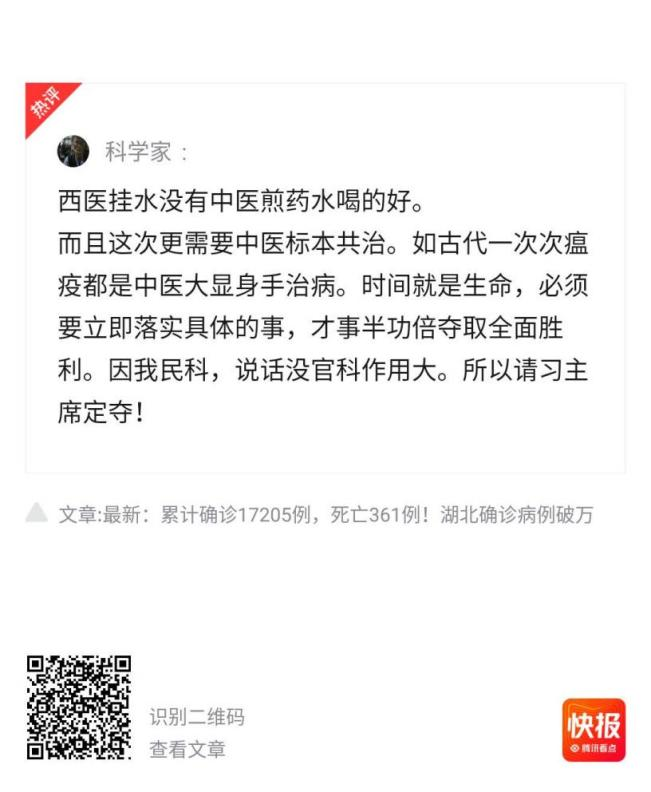 热评
科学家：
西医挂水没有中医煎药水喝的好。
而且这次更需要中医标本共治。如古代一次次瘟
疫都是中医大显身手治病。时间就是生命，必须
要立即落实具体的事，才事半功倍夺取全面胜
利。因我民科，说话没官科作用大。所以请习主
席定夺！
文章:最新：累计确诊17205例，死亡361例！湖北确诊病例破万
识别二维码
查看文章
快报
腾讯看点